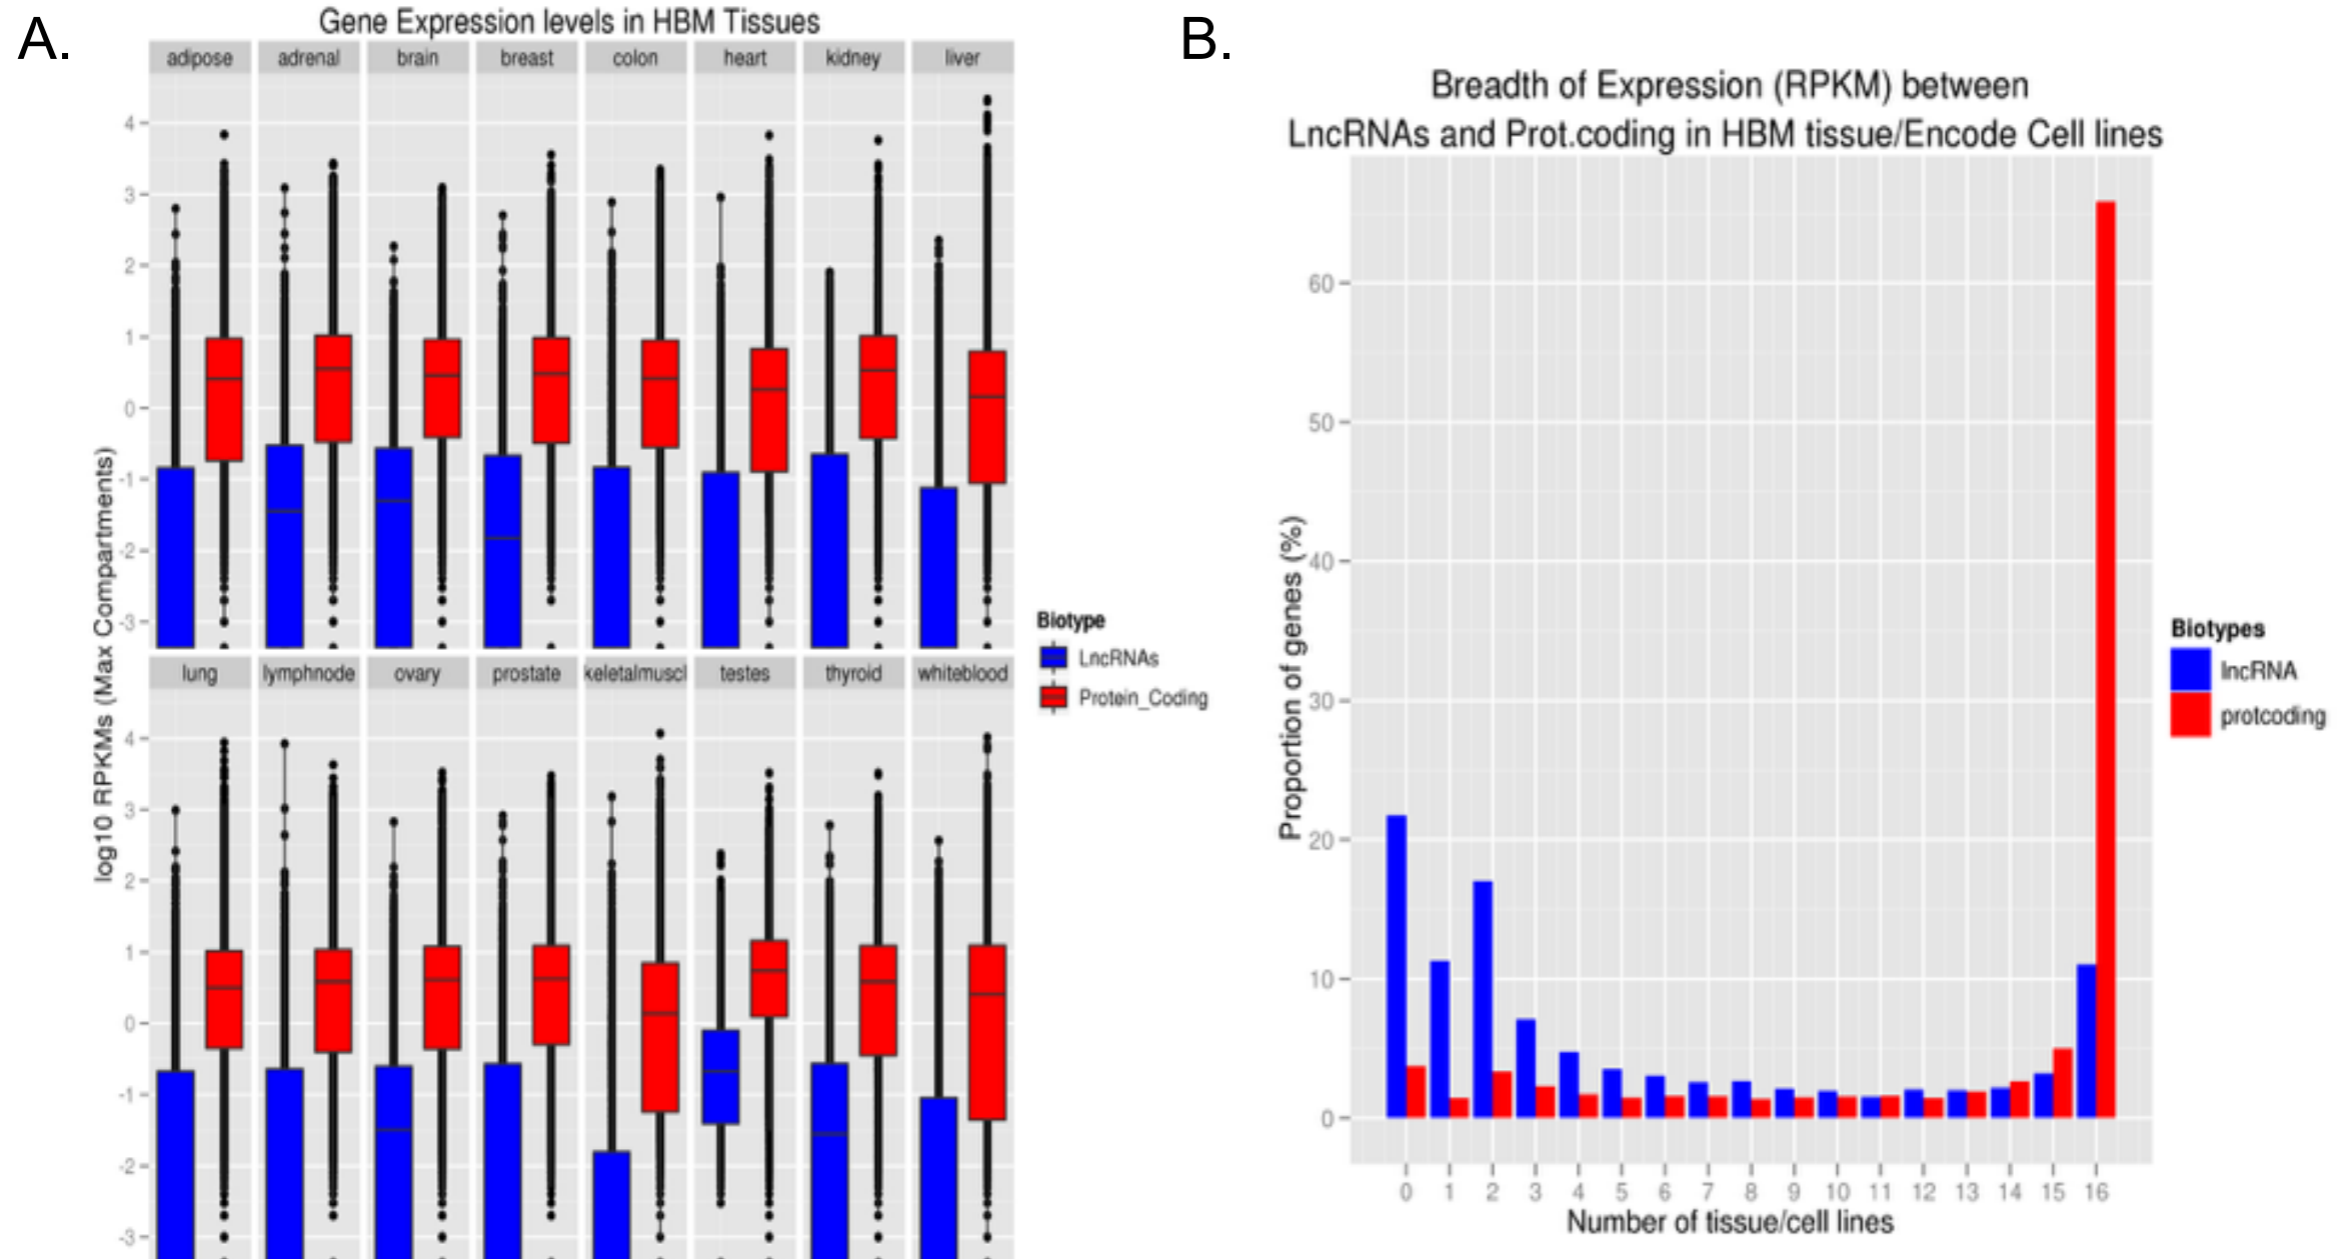 A.
Gene Expression levels in HBM Tissues
adipose adrenal brain breast colon heart kidney liver
4
3
2
1
0
-1
-2
-3
log10 RPKMs (Max Compartments)
lung lymphnode ovary prostate keletalmuscl testes thyroid whiteblood
4
3
2
1
0
-1
-2
-3
Biotype
LncRNAs
Protein_Coding
B.
Breadth of Expression (RPKM) between
LncRNAs and Prot.coding in HBM tissue/Encode Cell lines
Proportion of genes (%)
60
50
40
30
20
10
0
0 1 2 3 4 5 6 7 8 9 10 11 12 13 14 15 16
Number of tissue/cell lines
Biotypes
lncRNA
protcoding